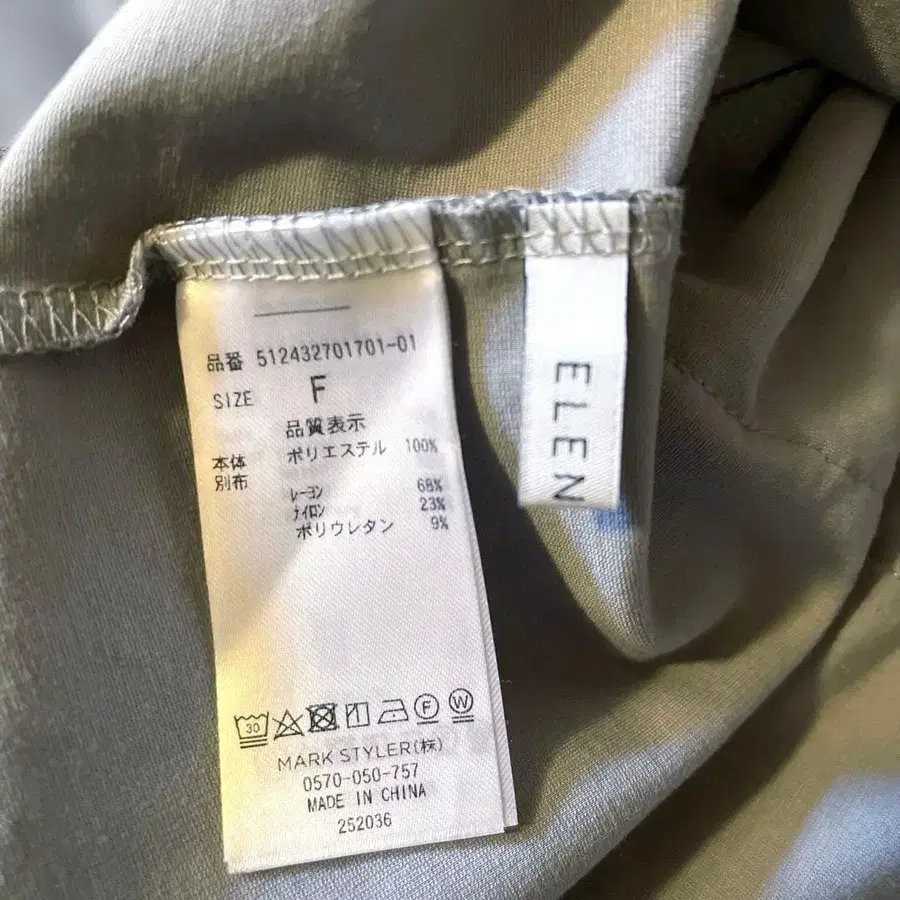 品番 512432701701-01
SIZE F
品質表示
本体 ポリエステル 100%
別布
レーヨン 68%
ナイロン 23%
ポリウレタン 9%
30 F W
MARK STYLER(株)
0570-050-757
MADE IN CHINA
252036
ELEN